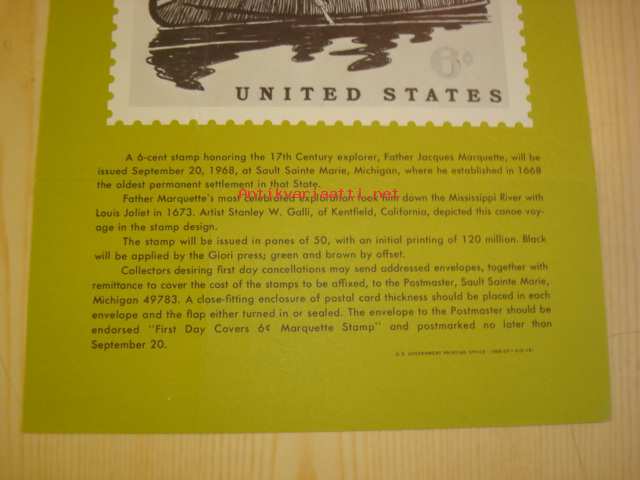 6¢
UNITED STATES
A 6-cent stamp honoring the 17th Century explorer, Father Jacques Marquette, will be
issued September 20, 1968, at Sault Sainte Marie, Michigan, where he established in 1668
the oldest permanent settlement in that State.
Antikvariaatti.net
Father Marquette's most celebrated exploration took him down the Mississippi River with
Louis Joliet in 1673. Artist Stanley W. Galli, of Kentfield, California, depicted this canoe voy-
age in the stamp design.
The stamp will be issued in panes of 50, with an initial printing of 120 million. Black
will be applied by the Giori press; green and brown by offset.
Collectors desiring first day cancellations may send addressed envelopes, together with
remittance to cover the cost of the stamps to be affixed, to the Postmaster, Sault Sainte Marie,
Michigan 49783. A close-fitting enclosure of postal card thickness should be placed in each
envelope and the flap either turned in or sealed. The envelope to the Postmaster should be
endorsed "First Day Covers 6¢ Marquette Stamp" and postmarked no later than
September 20.
U.S. GOVERNMENT PRINTING OFFICE